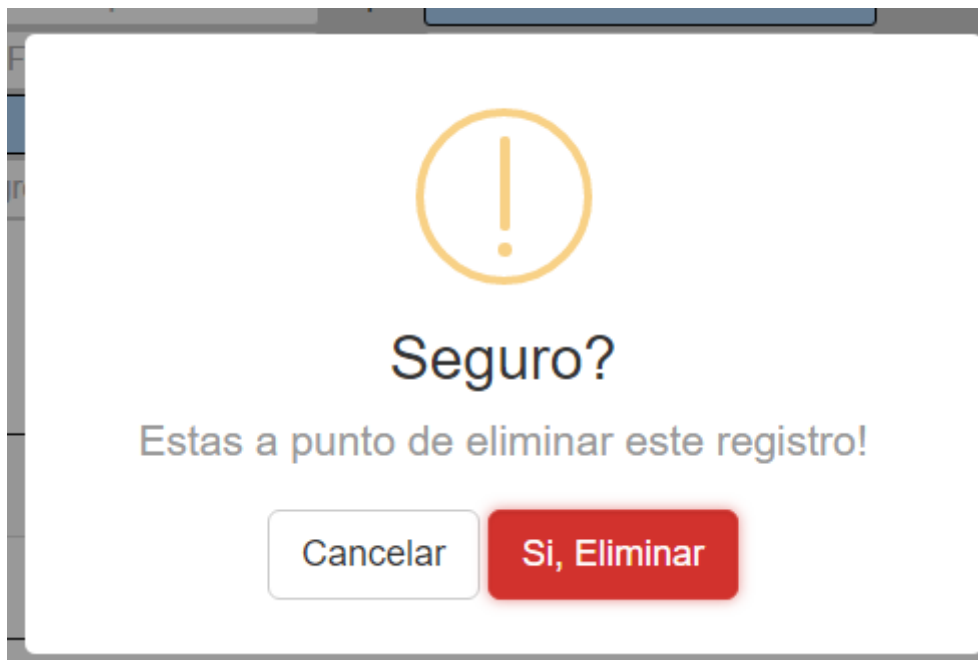 Seguro?
Estas a punto de eliminar este registro!
Cancelar
Si, Eliminar